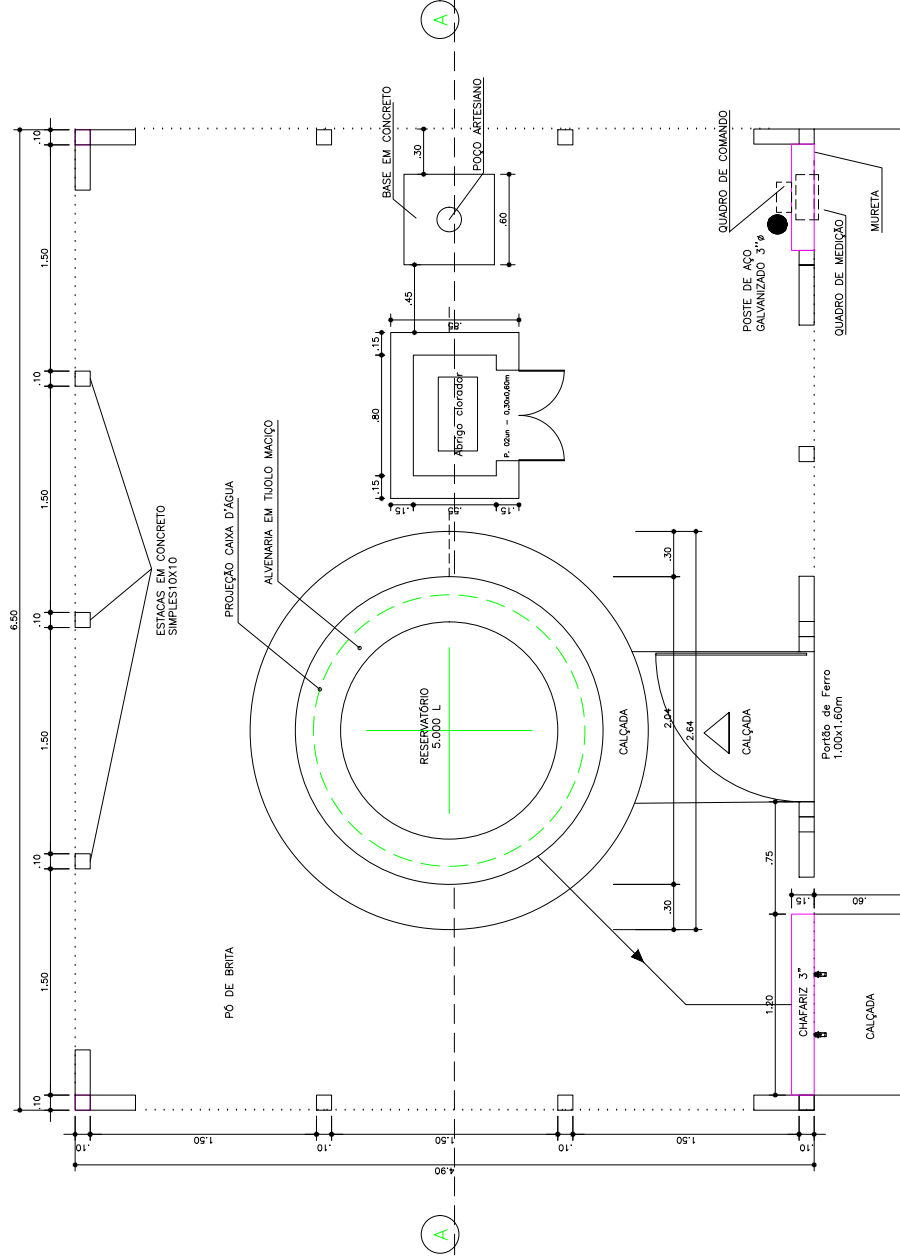 A
6.50
.10
1.50
.10
1.50
.10
1.50
.10
1.50
.10
ESTACAS EM CONCRETO
SIMPLES10X10
PROJEÇÃO CAIXA D'ÁGUA
ALVENARIA EM TIJOLO MACIÇO
BASE EM CONCRETO
POÇO ARTESIANO
.30
.60
.45
.85
.15
.80
.15
Abrigo clorador
P. 02un - 0,30x0,60m
.15
.55
.15
RESERVATÓRIO
5.000 L
CALÇADA
.30
2.04
2.64
.30
CALÇADA
Portão de Ferro
1.00x1.60m
.75
1.20
.15
.60
CHAFARIZ 3"
CALÇADA
PÓ DE BRITA
QUADRO DE COMANDO
POSTE DE AÇO
GALVANIZADO 3"ø
QUADRO DE MEDIÇÃO
MURETA
.10
1.50
.10
1.50
.10
1.50
.10
4.90
A